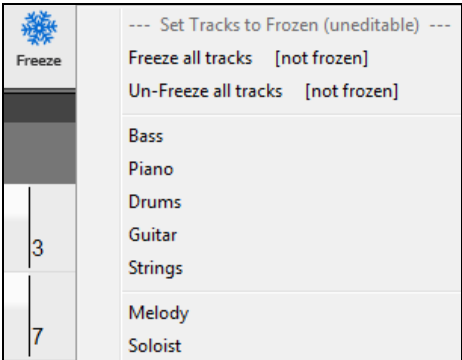 Freeze
--- Set Tracks to Frozen (uneditable) ---
Freeze all tracks [not frozen]
Un-Freeze all tracks [not frozen]
Bass
Piano
Drums
Guitar
Strings
Melody
Soloist
3
7